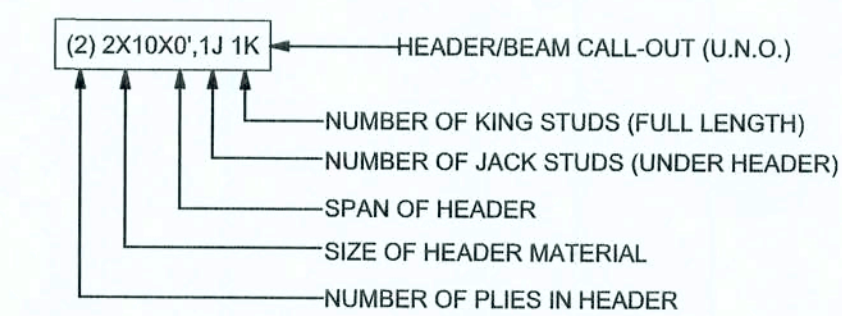 (2) 2X10X0',1J 1K
HEADER/BEAM CALL-OUT (U.N.O.)
NUMBER OF KING STUDS (FULL LENGTH)
NUMBER OF JACK STUDS (UNDER HEADER)
SPAN OF HEADER
SIZE OF HEADER MATERIAL
NUMBER OF PLIES IN HEADER